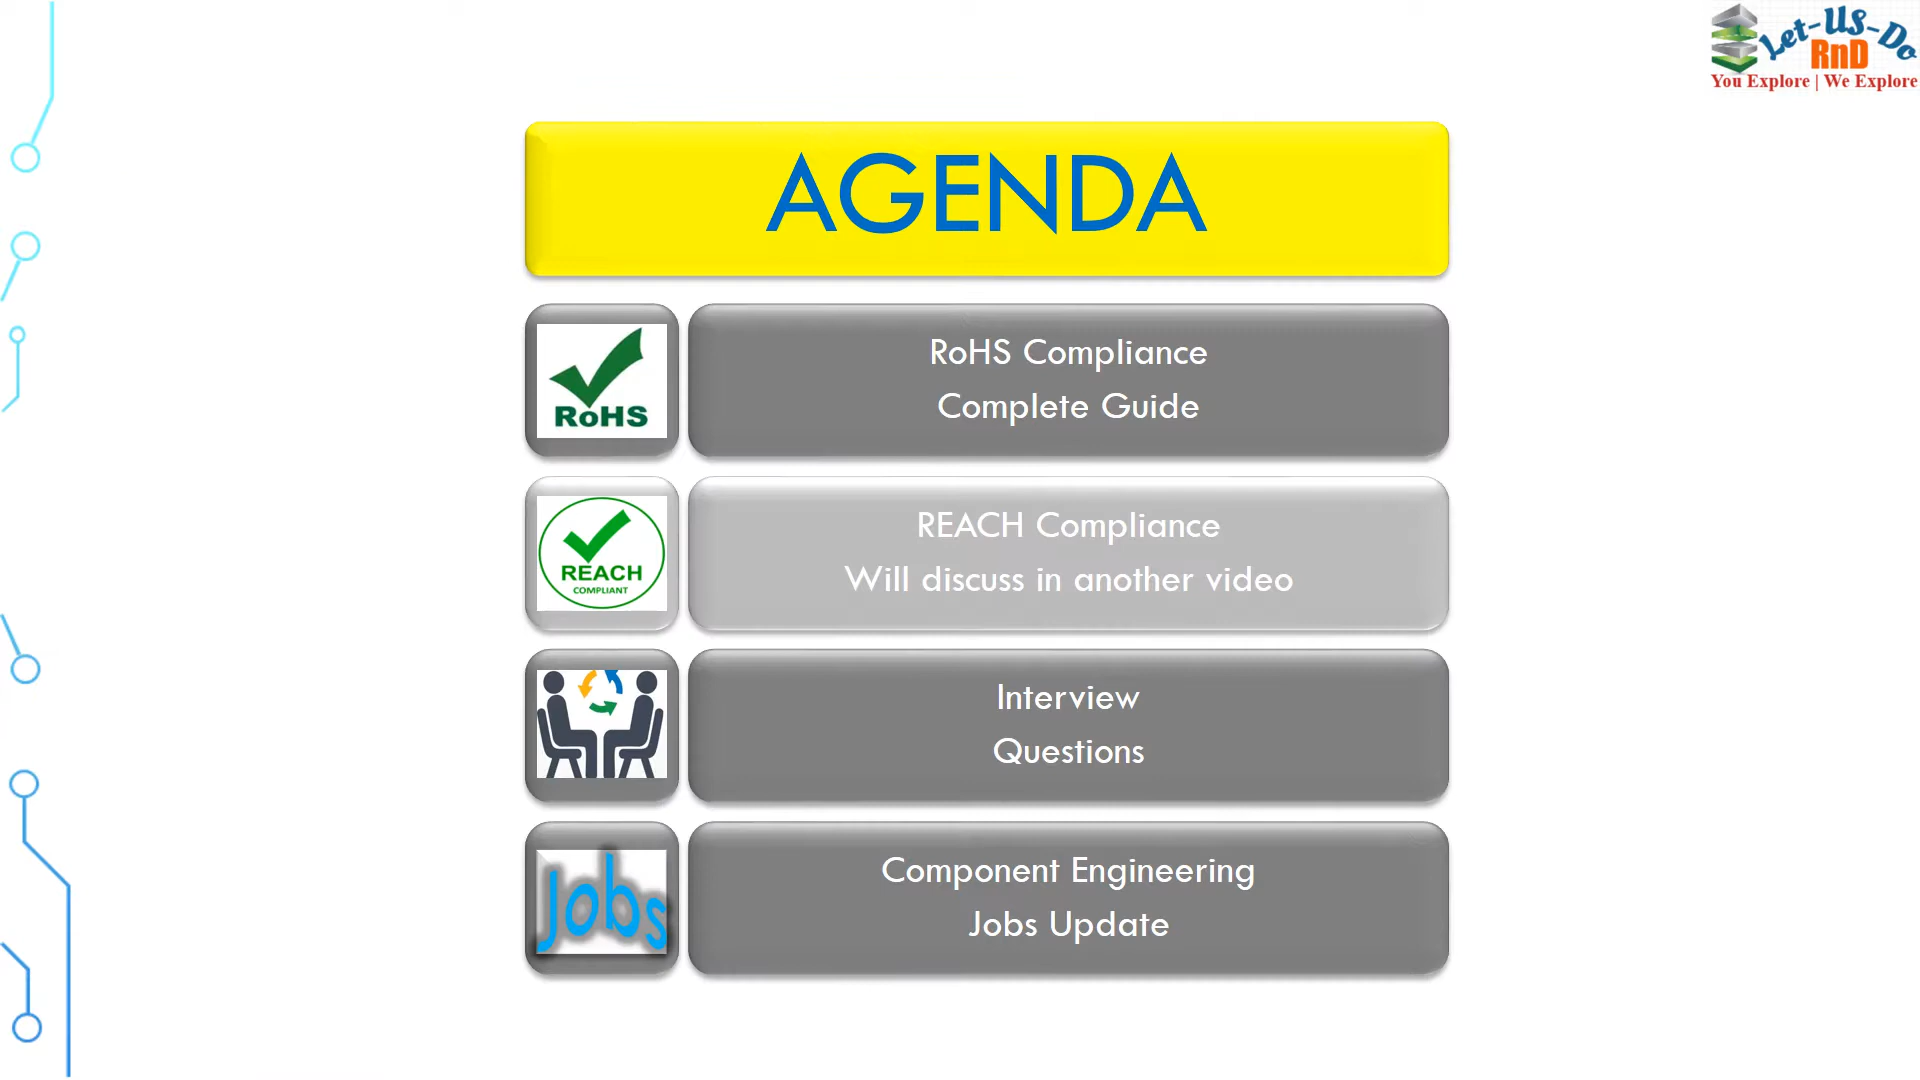 Let-Us-Do
RnD
You Explore | We Explore
AGENDA
RoHS
RoHS Compliance
Complete Guide
REACH
COMPLIANT
REACH Compliance
Will discuss in another video
Interview
Questions
Jobs
Component Engineering
Jobs Update